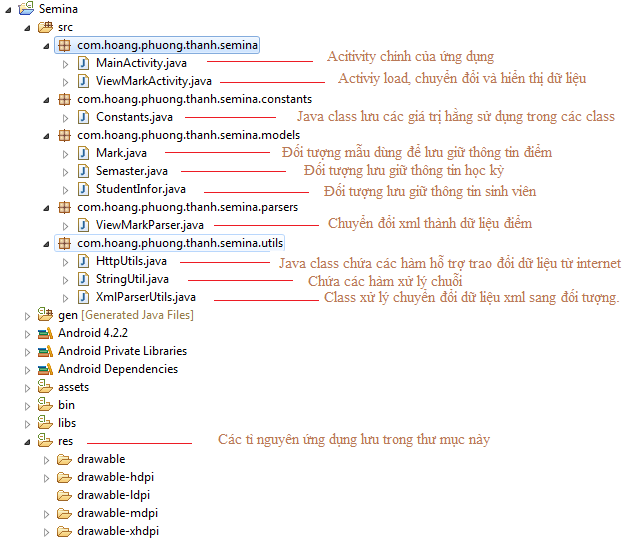 Semina
src
com.hoang.phuong.thanh.semina
MainActivity.java Acitivity chính của ứng dụng
ViewMarkActivity.java Activiy load, chuyển đổi và hiển thị dữ liệu
com.hoang.phuong.thanh.semina.constants
Constants.java Java class lưu các giá trị hằng sử dụng trong các class
com.hoang.phuong.thanh.semina.models
Mark.java Đối tượng mẫu dùng để lưu giữ thông tin điểm
Semaster.java Đối tượng lưu giữ thông tin học kỳ
StudentInfor.java Đối tượng lưu giữ thông tin sinh viên
com.hoang.phuong.thanh.semina.parsers
ViewMarkParser.java Chuyển đổi xml thành dữ liệu điểm
com.hoang.phuong.thanh.semina.utils
HttpUtils.java Java class chứa các hàm hỗ trợ trao đổi dữ liệu từ internet
StringUtil.java Chứa các hàm xử lý chuỗi
XmlParserUtils.java Class xử lý chuyển đổi dữ liệu xml sang đối tượng.
gen [Generated Java Files]
Android 4.2.2
Android Private Libraries
Android Dependencies
assets
bin
libs
res Các tì nguyên ứng dụng lưu trong thư mục này
drawable
drawable-hdpi
drawable-ldpi
drawable-mdpi
drawable-xhdpi